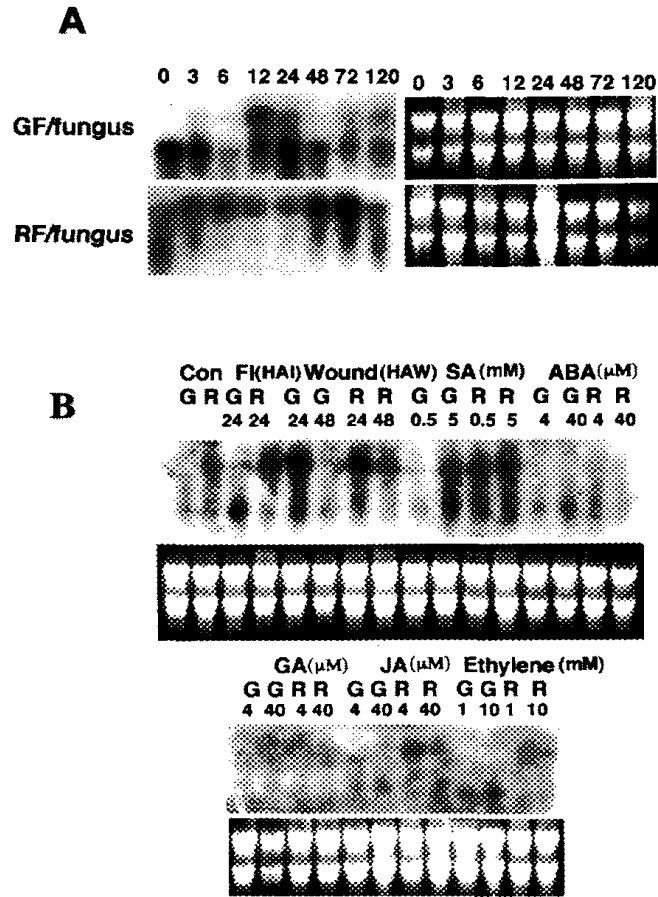 A
0 3 6 12 24 48 72 120 0 3 6 12 24 48 72 120
GF/fungus
RF/fungus
B
Con FI(HAI) Wound(HAW) SA(mM) ABA(μM)
G R G R G G R R G G R R G G R R
24 24 24 48 24 48 0.5 5 0.5 5 4 40 4 40
GA(μM) JA(μM) Ethylene(mM)
G G R R G G R R G G R R
4 40 4 40 4 40 4 40 1 10 1 10